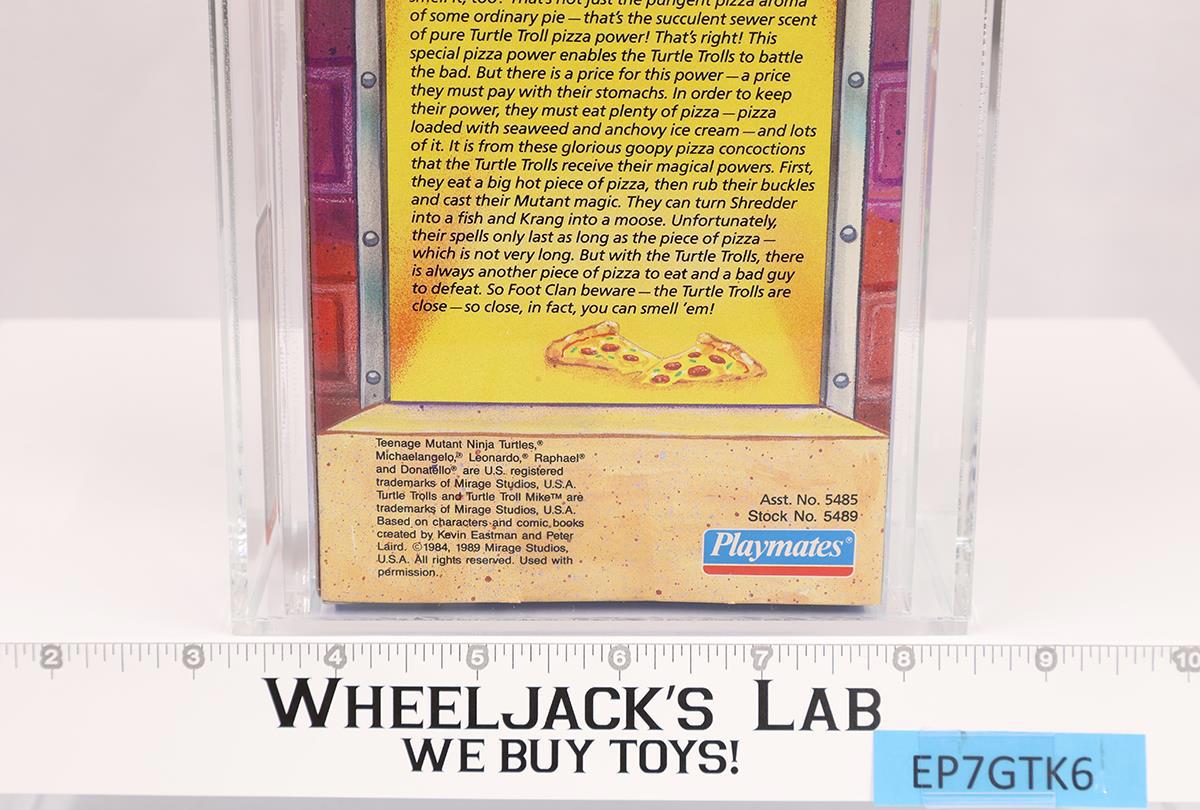 smell it, too! That's not just the pungent pizza aroma
of some ordinary pie—that's the succulent sewer scent
of pure Turtle Troll pizza power! That's right! This
special pizza power enables the Turtle Trolls to battle
the bad. But there is a price for this power—a price
they must pay with their stomachs. In order to keep
their power, they must eat plenty of pizza—pizza
loaded with seaweed and anchovy ice cream—and lots
of it. It is from these glorious goopy pizza concoctions
that the Turtle Trolls receive their magical powers. First,
they eat a big hot piece of pizza, then rub their buckles
and cast their Mutant magic. They can turn Shredder
into a fish and Krang into a moose. Unfortunately,
their spells only last as long as the piece of pizza—
which is not very long. But with the Turtle Trolls, there
is always another piece of pizza to eat and a bad guy
to defeat. So Foot Clan beware—the Turtle Trolls are
close—so close, in fact, you can smell 'em!
Teenage Mutant Ninja Turtles,®
Michaelangelo,® Leonardo,® Raphael®
and Donatello® are U.S. registered
trademarks of Mirage Studios, U.S.A.
Turtle Trolls and Turtle Troll Mike™ are
trademarks of Mirage Studios, U.S.A.
Based on characters and comic books
created by Kevin Eastman and Peter
Laird. ©1984, 1989 Mirage Studios,
U.S.A. All rights reserved. Used with
permission.
Asst. No. 5485
Stock No. 5489
Playmates®
2 3 4 5 6 7 8 9 10
WHEELJACK'S LAB
WE BUY TOYS!
EP7GTK6